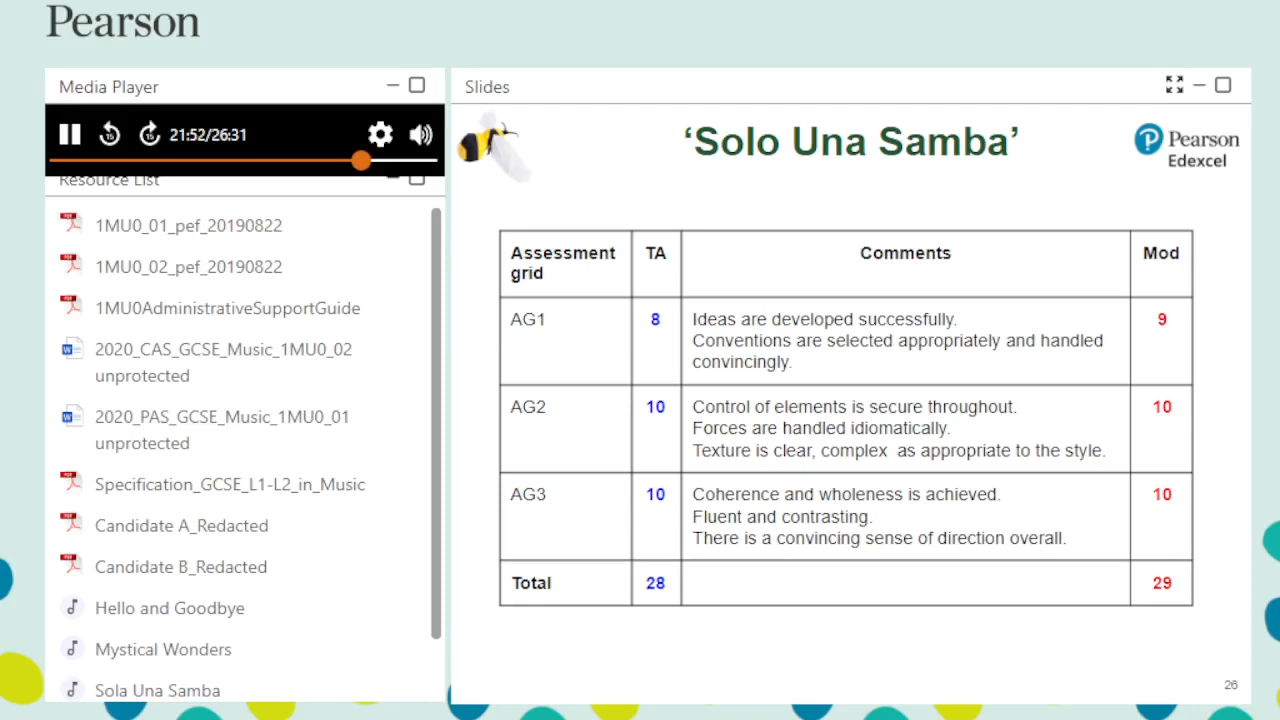 Pearson
Media Player
21:52/26:31
Resource List
1MU0_01_pef_20190822
1MU0_02_pef_20190822
1MU0AdministrativeSupportGuide
2020_CAS_GCSE_Music_1MU0_02
unprotected
2020_PAS_GCSE_Music_1MU0_01
unprotected
Specification_GCSE_L1-L2_in_Music
Candidate A_Redacted
Candidate B_Redacted
Hello and Goodbye
Mystical Wonders
Sola Una Samba
Slides
‘Solo Una Samba’
Pearson
Edexcel
Assessment grid TA Comments Mod
AG1 8 Ideas are developed successfully. 9
Conventions are selected appropriately and handled
convincingly.
AG2 10 Control of elements is secure throughout. 10
Forces are handled idiomatically.
Texture is clear, complex as appropriate to the style.
AG3 10 Coherence and wholeness is achieved. 10
Fluent and contrasting.
There is a convincing sense of direction overall.
Total 28 29
26